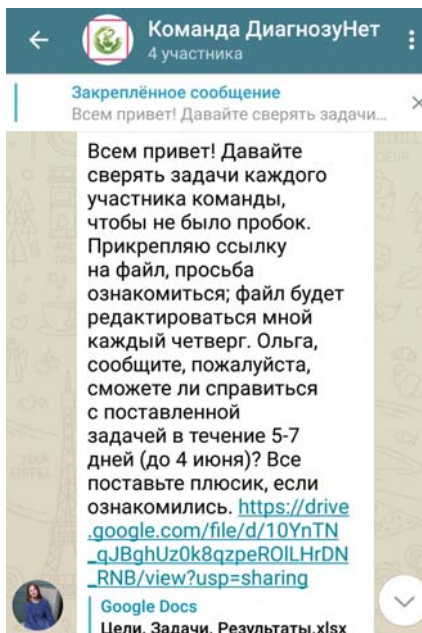 Команда ДиагнозуНет
4 участника
Закреплённое сообщение
Всем привет! Давайте сверять задачи...
Всем привет! Давайте
сверять задачи каждого
участника команды,
чтобы не было пробок.
Прикрепляю ссылку
на файл, просьба
ознакомиться; файл будет
редактироваться мной
каждый четверг. Ольга,
сообщите, пожалуйста,
сможете ли справиться
с поставленной
задачей в течение 5-7
дней (до 4 июня)? Все
поставьте плюсик, если
ознакомились. https://drive
.google.com/file/d/10YnTN
_qJBghUz0k8qzpeROlLHrDN
_RNB/view?usp=sharing
Google Docs
Цели. Задачи. Результаты.xlsx